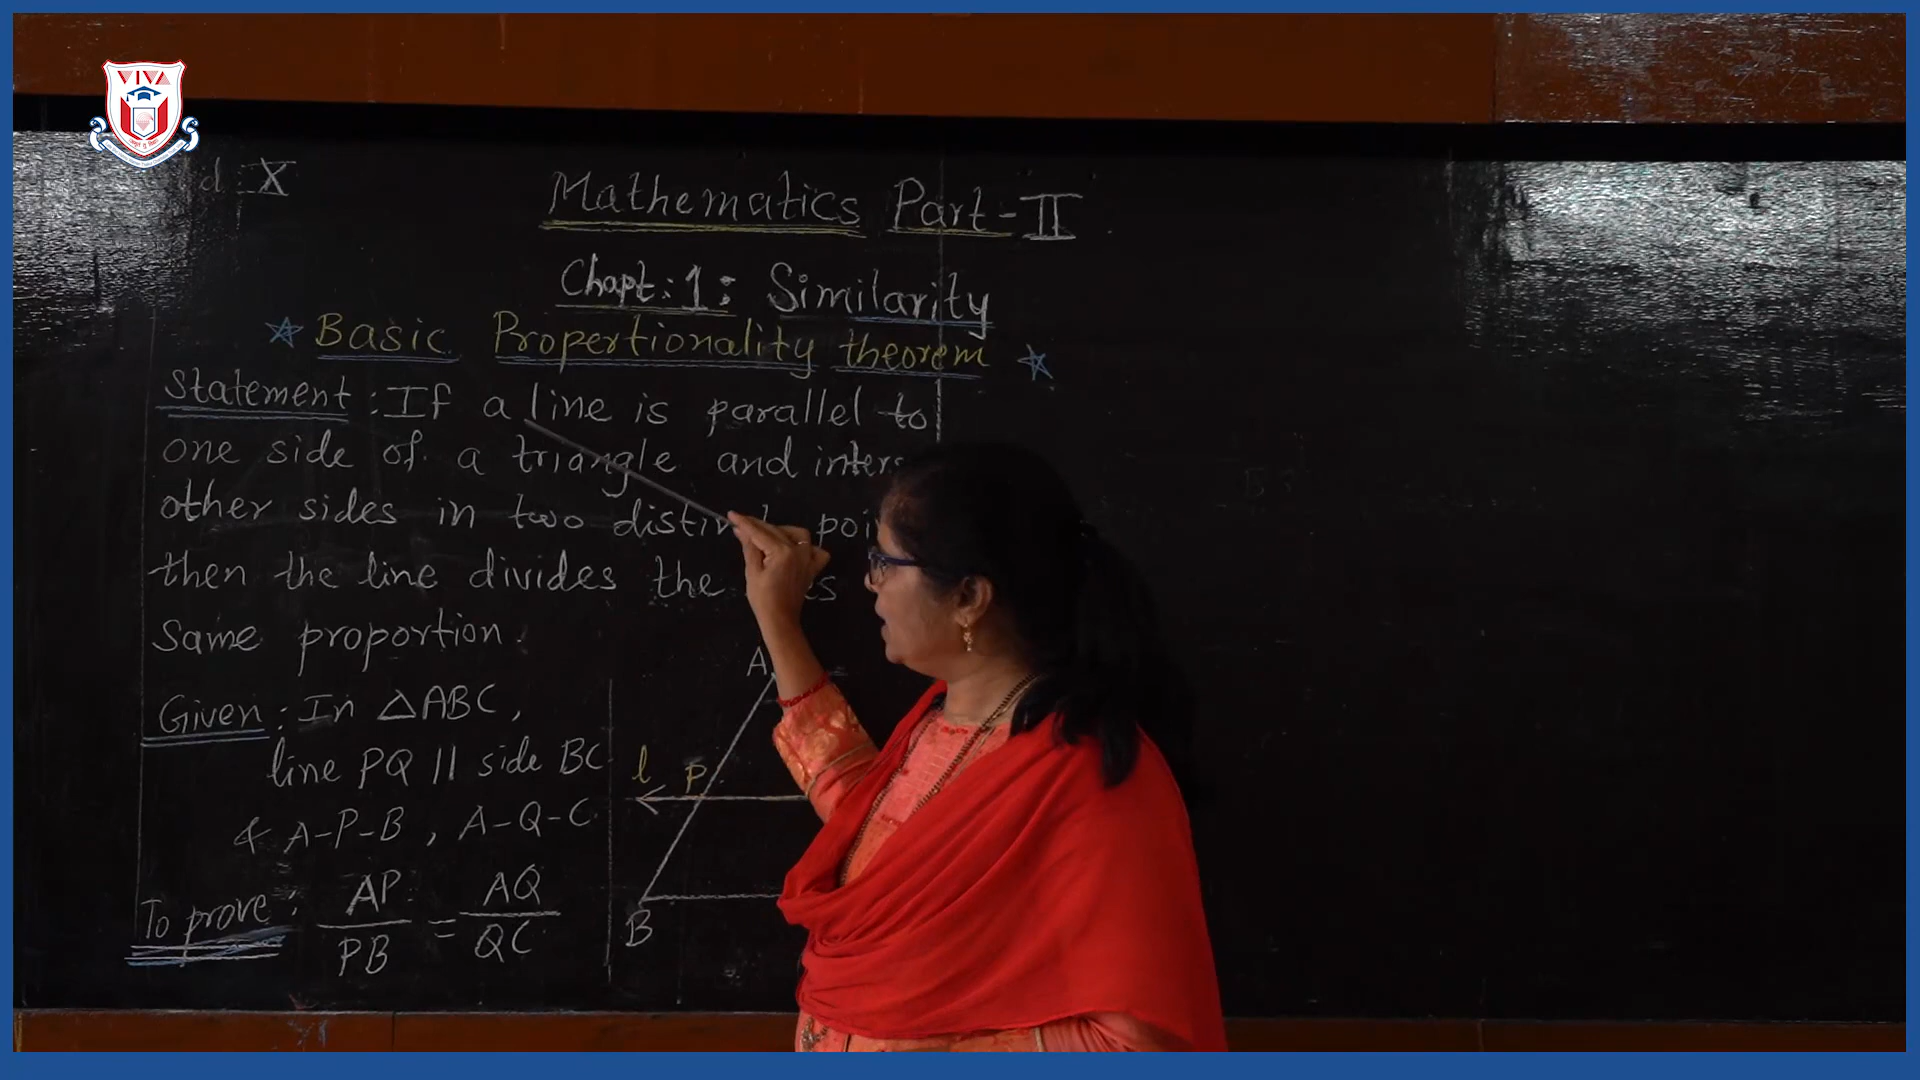 VIVA
d : X
Mathematics Part-II
Chapt: 1: Similarity
Basic Propertionality theorem
Statement : If a line is parallel to
one side of a triangle and inters
other sides in two distin poi
then the line divides the
same proportion.
Given : In △ABC,
line PQ || side BC
& A-P-B , A-Q-C
To prove : AP/PB = AQ/QC
A
l P
B